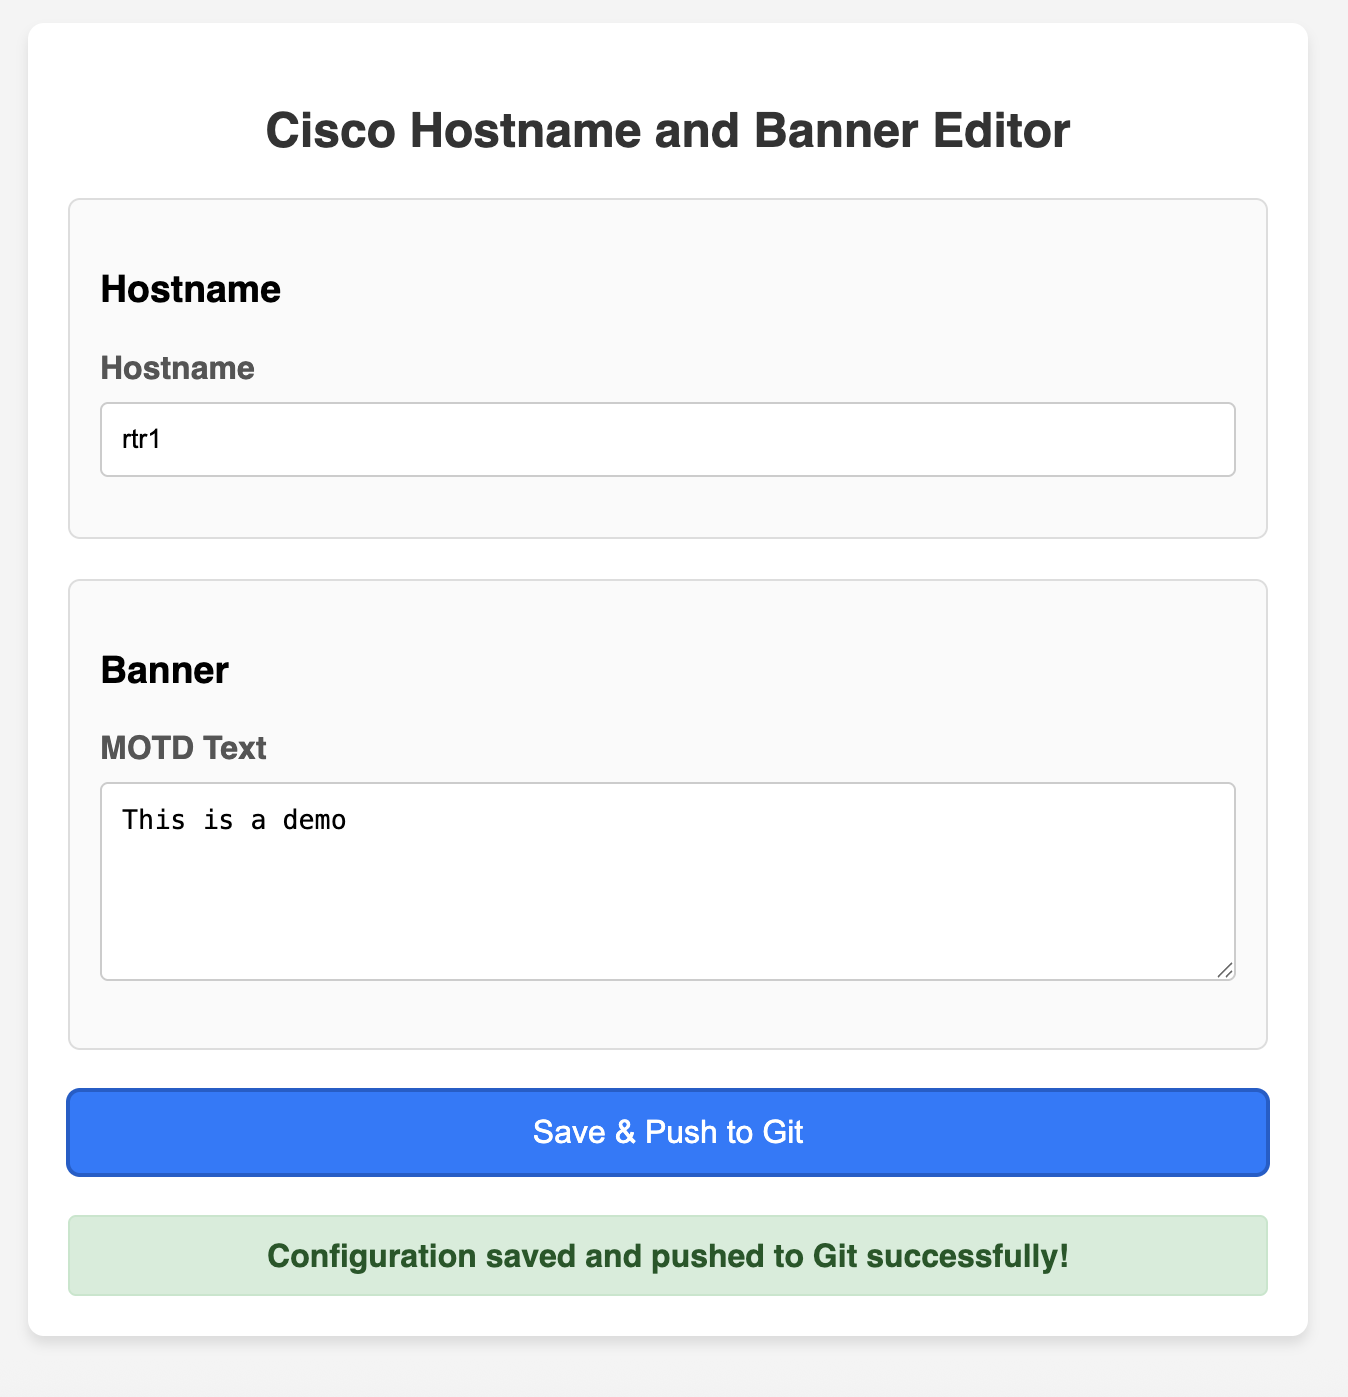 Cisco Hostname and Banner Editor
Hostname
Hostname
rtr1
Banner
MOTD Text
This is a demo
Save & Push to Git
Configuration saved and pushed to Git successfully!